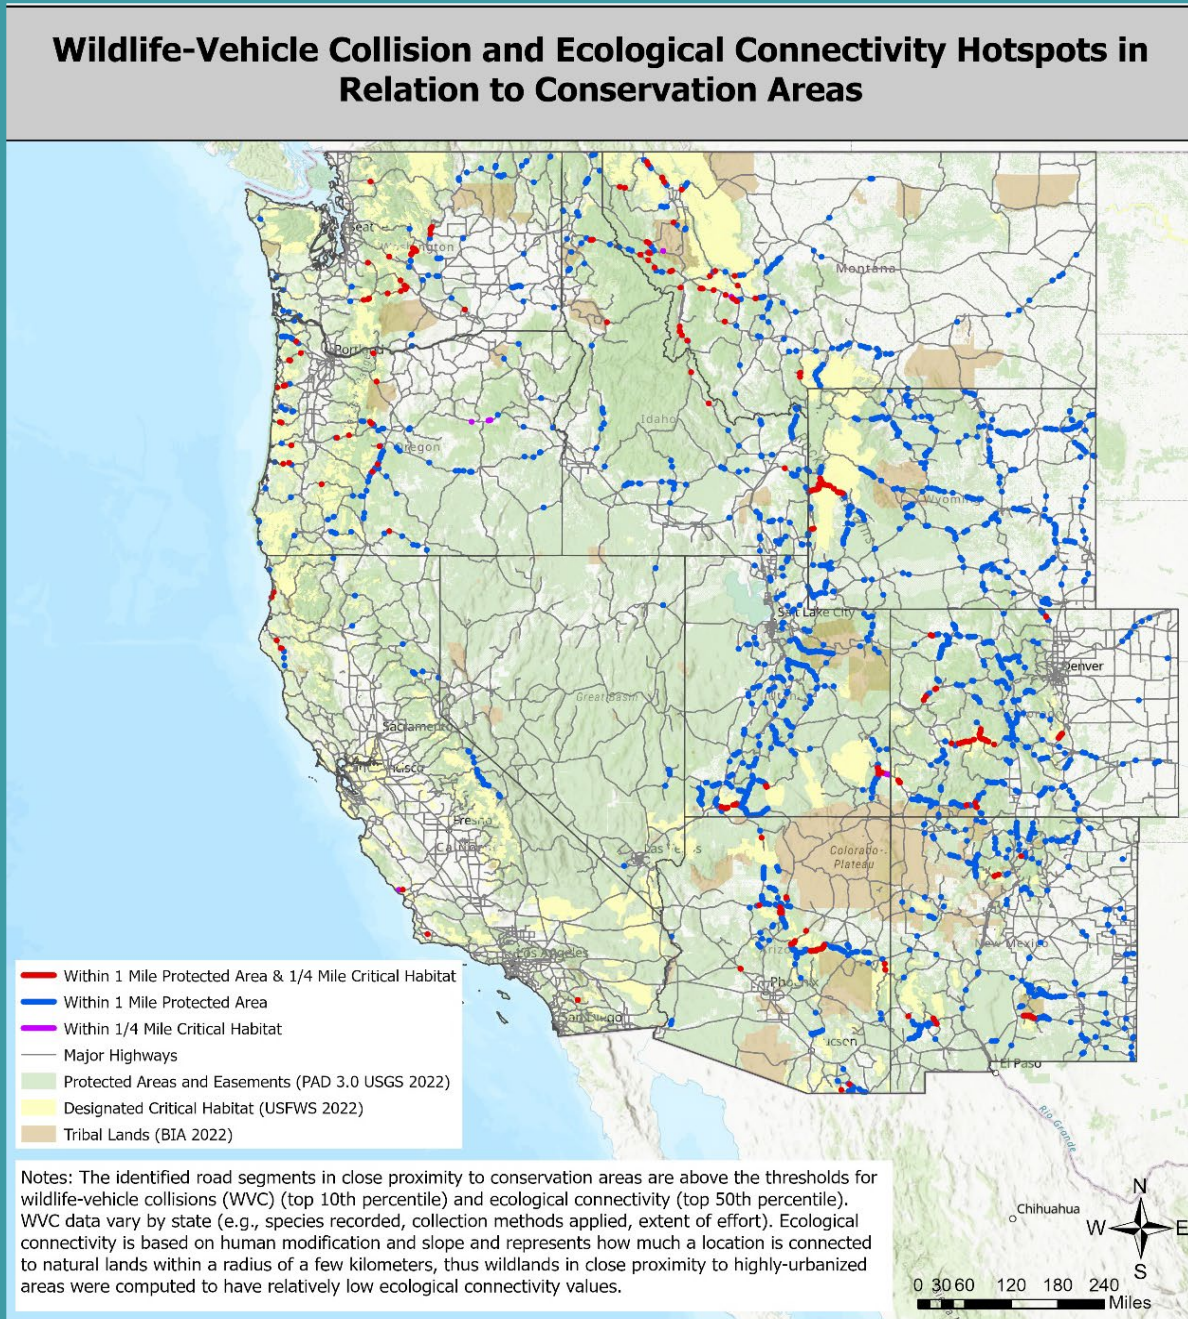 Wildlife-Vehicle Collision and Ecological Connectivity Hotspots in
Relation to Conservation Areas
Montana
Portland
Idaho
Oregon
Wyoming
Salt Lake City
Great Basin
Denver
Sacramento
Colorado
Plateau
New Mexico
Los Angeles
Phoenix
San Diego
El Paso
Rio Grande
Chihuahua
Within 1 Mile Protected Area & 1/4 Mile Critical Habitat
Within 1 Mile Protected Area
Within 1/4 Mile Critical Habitat
Major Highways
Protected Areas and Easements (PAD 3.0 USGS 2022)
Designated Critical Habitat (USFWS 2022)
Tribal Lands (BIA 2022)
Notes: The identified road segments in close proximity to conservation areas are above the thresholds for
wildlife-vehicle collisions (WVC) (top 10th percentile) and ecological connectivity (top 50th percentile).
WVC data vary by state (e.g., species recorded, collection methods applied, extent of effort). Ecological
connectivity is based on human modification and slope and represents how much a location is connected
to natural lands within a radius of a few kilometers, thus wildlands in close proximity to highly-urbanized
areas were computed to have relatively low ecological connectivity values.
N
W E
S
0 30 60 120 180 240
Miles